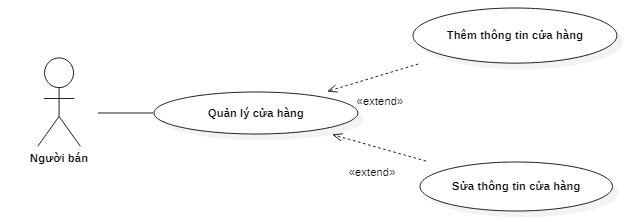 Thêm thông tin cửa hàng
«extend»
Quản lý cửa hàng
Người bán
«extend»
Sửa thông tin cửa hàng